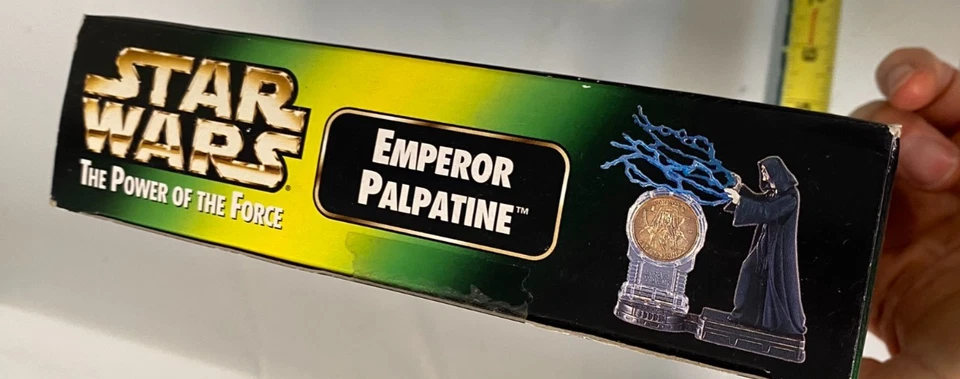 STAR
WARS®
THE POWER OF THE FORCE
EMPEROR
PALPATINE™